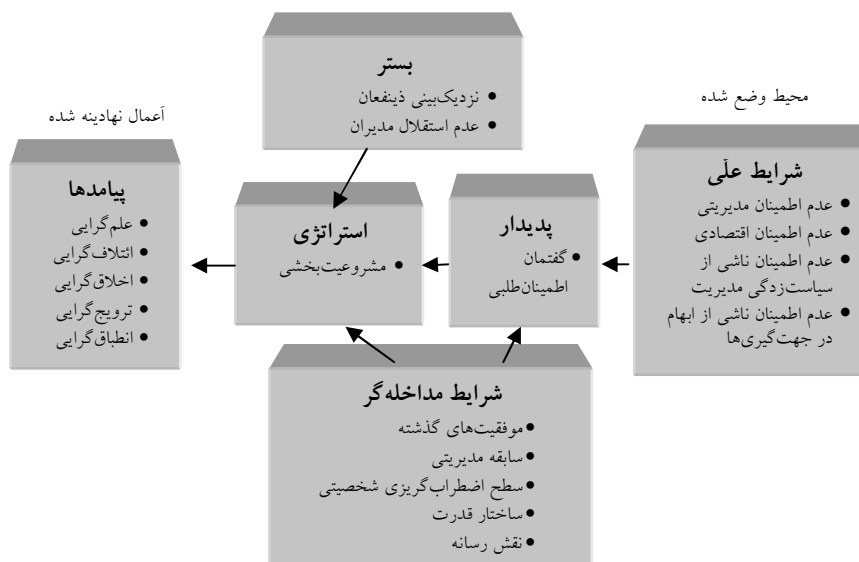 بستر
• نزدیک‌بینی ذینفعان
• عدم استقلال مدیران
محیط وضع شده
شرایط علّی
• عدم اطمینان مدیریتی
• عدم اطمینان اقتصادی
• عدم اطمینان ناشی از
سیاست‌زدگی مدیریت
• عدم اطمینان ناشی از ابهام
در جهت‌گیری‌ها
پدیدار
• گفتمان
اطمینان‌طلبی
استراتژی
• مشروعیت‌بخشی
أعمال نهادینه شده
پیامدها
• علم‌گرایی
• ائتلاف‌گرایی
• اخلاق‌گرایی
• ترویج‌گرایی
• انطباق‌گرایی
شرایط مداخله‌گر
• موفقیت‌های گذشته
• سابقه مدیریتی
• سطح اضطراب‌گریزی شخصیتی
• ساختار قدرت
• نقش رسانه